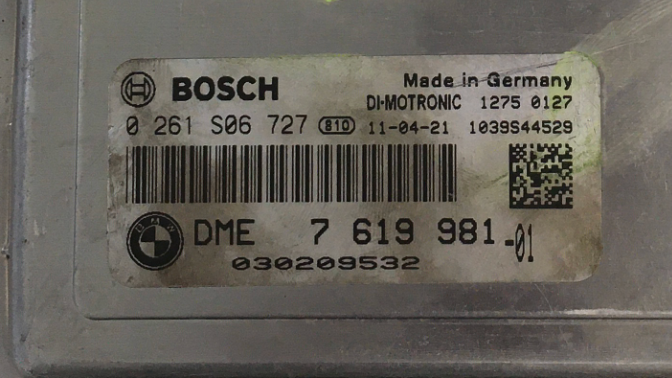 BOSCH Made in Germany
DI-MOTRONIC 1275 0127
0 261 S06 727 810 11-04-21 1039S44529
BMW DME 7 619 981-01
030209532